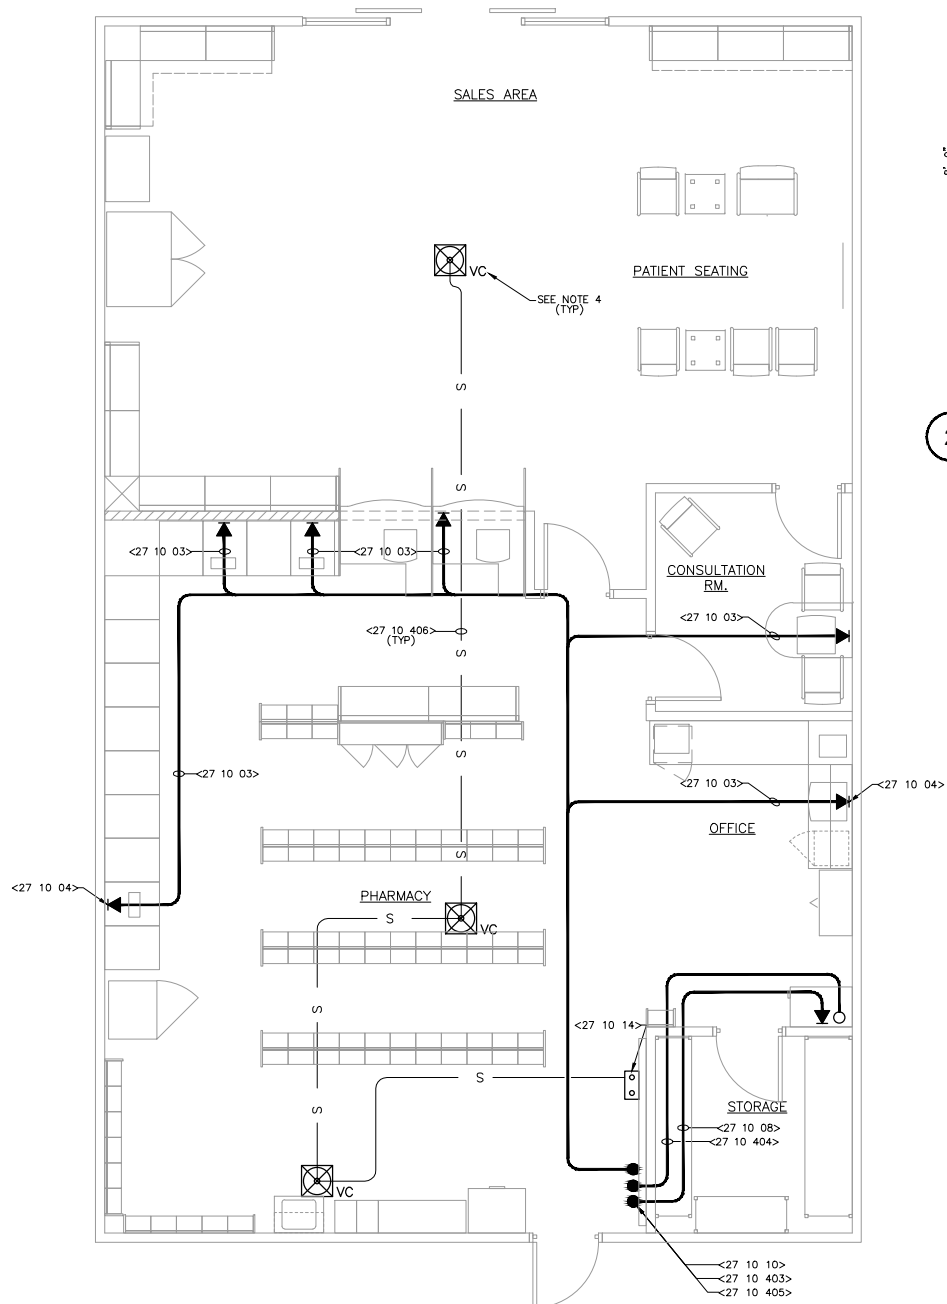 SALES AREA
8'-8"
VC
PATIENT SEATING
SEE NOTE 4
(TYP)
S
2
S
<27 10 03>
<27 10 03>
CONSULTATION
RM.
<27 10 03>
<27 10 406>
(TYP)
S
S
<27 10 03>
<27 10 03>
<27 10 04>
OFFICE
S
<27 10 04>
PHARMACY
S
VC
S
<27 10 14>
S
S
STORAGE
<27 10 08>
<27 10 404>
VC
<27 10 10>
<27 10 403>
<27 10 405>